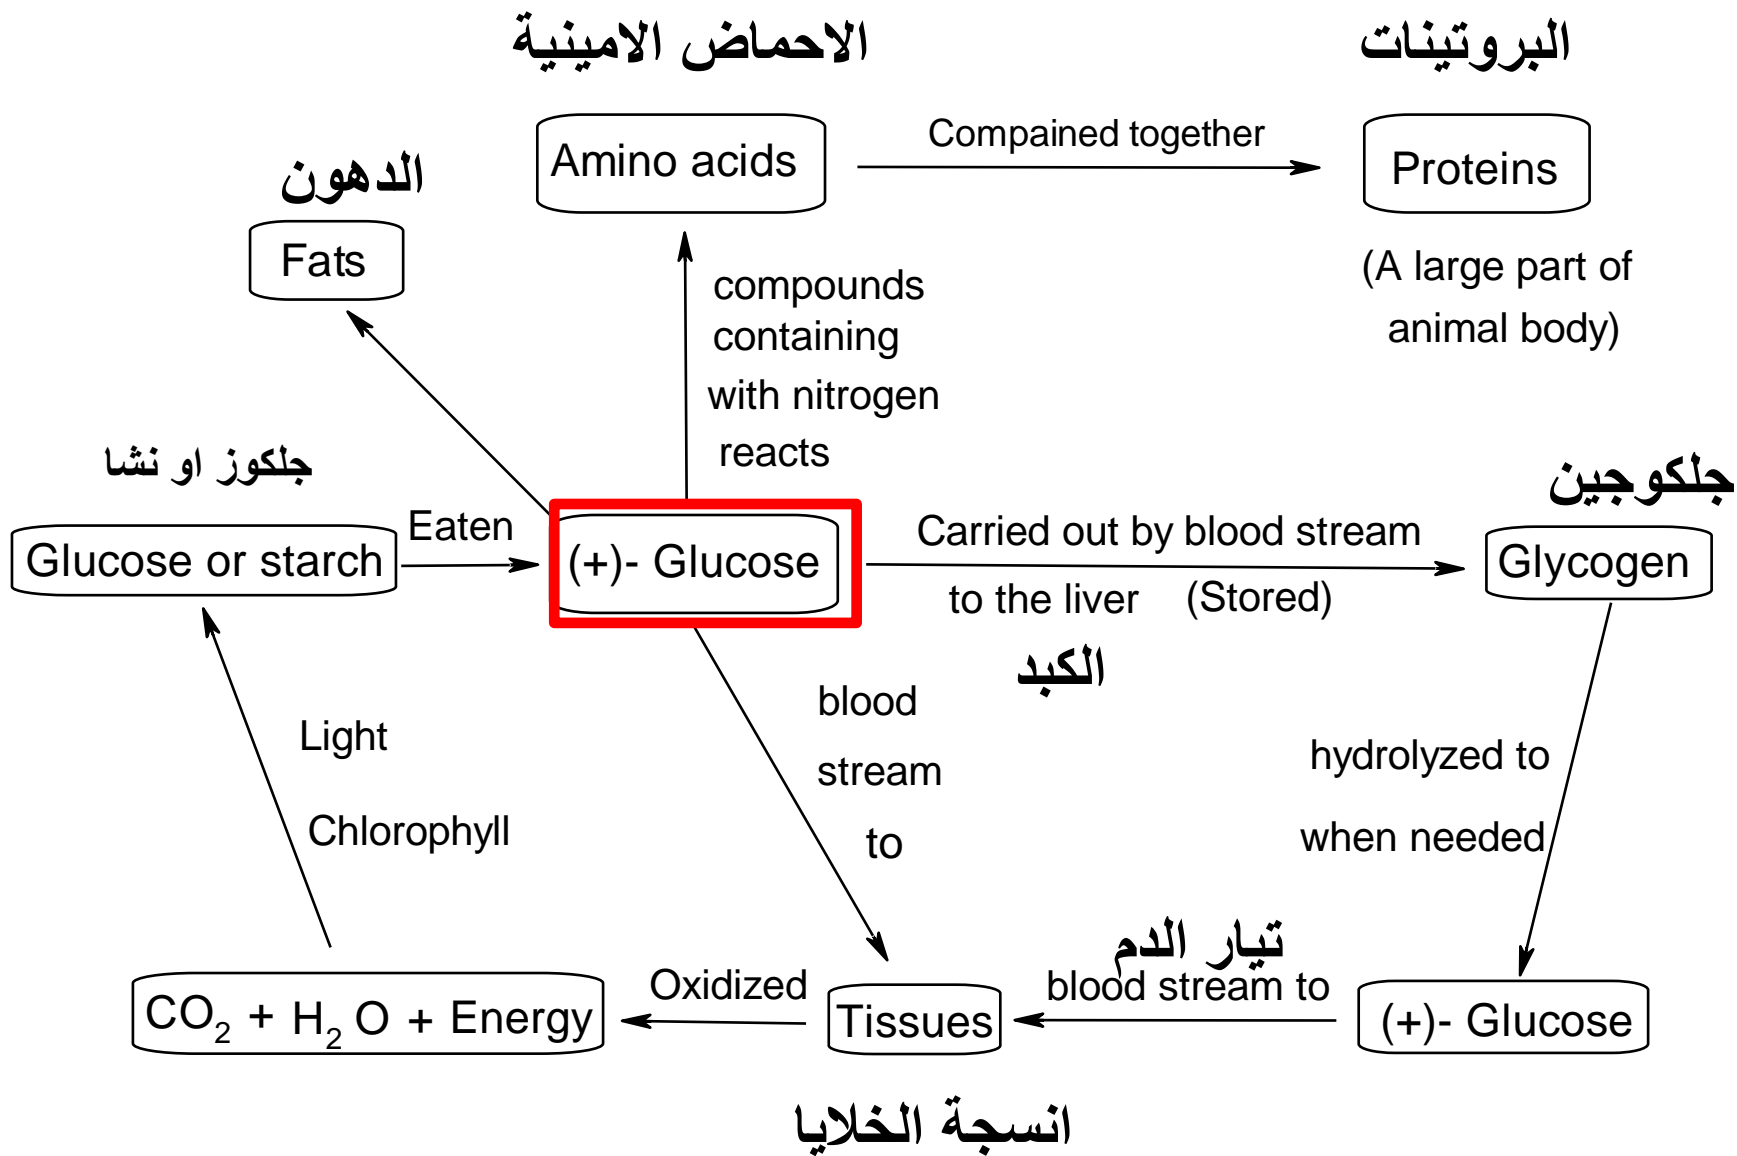 الاحماض الامينية
البروتينات
Amino acids
Compained together
Proteins
الدهون
Fats
(A large part of
animal body)
compounds
containing
with nitrogen
reacts
جلكوز او نشا
جلكوجين
Glucose or starch
Eaten
(+)- Glucose
Carried out by blood stream
to the liver (Stored)
Glycogen
الكبد
Light
Chlorophyll
blood
stream
to
hydrolyzed to
when needed
تيار الدم
CO2 + H2 O + Energy
Oxidized
Tissues
blood stream to
(+)- Glucose
انسجة الخلايا